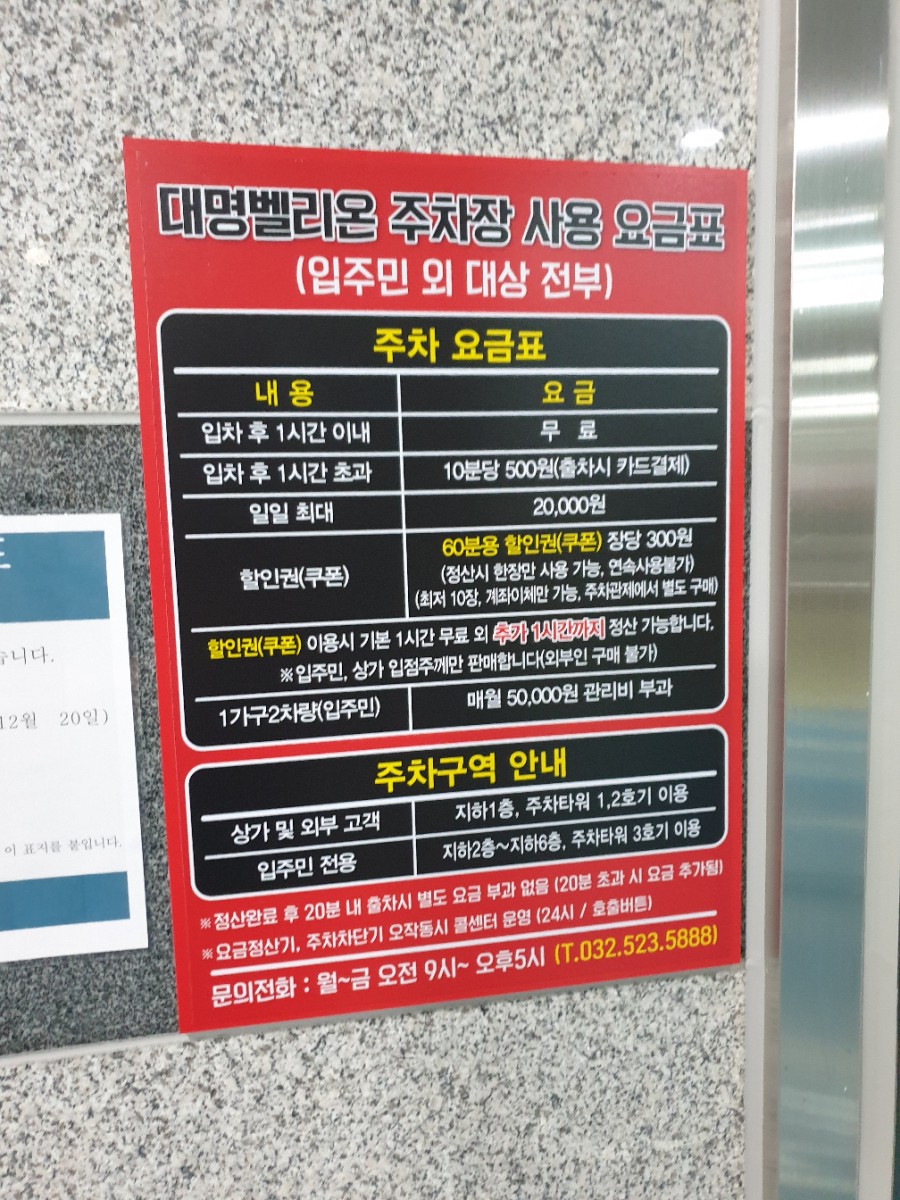 대명벨리온 주차장 사용 요금표
(입주민 외 대상 전부)
주차 요금표
내 용 요 금
입차 후 1시간 이내 무 료
입차 후 1시간 초과 10분당 500원(출차시 카드결제)
일일 최대 20,000원
할인권(쿠폰) 60분용 할인권(쿠폰) 장당 300원
(정산시 한장만 사용 가능, 연속사용불가)
(최저 10장, 계좌이체만 가능, 주차관제에서 별도 구매)
할인권(쿠폰) 이용시 기본 1시간 무료 외 추가 1시간까지 정산 가능합니다.
※입주민, 상가 입점주께만 판매합니다(외부인 구매 불가)
1가구2차량(입주민) 매월 50,000원 관리비 부과
주차구역 안내
상가 및 외부 고객 지하1층, 주차타워 1,2호기 이용
입주민 전용 지하2층~지하6층, 주차타워 3호기 이용
※정산완료 후 20분 내 출차시 별도 요금 부과 없음 (20분 초과 시 요금 추가됨)
※요금정산기, 주차차단기 오작동시 콜센터 운영 (24시 / 호출버튼)
문의전화 : 월~금 오전 9시~ 오후5시 (T.032.523.5888)
습니다.
12월 20일)
이 표지를 붙입니다.